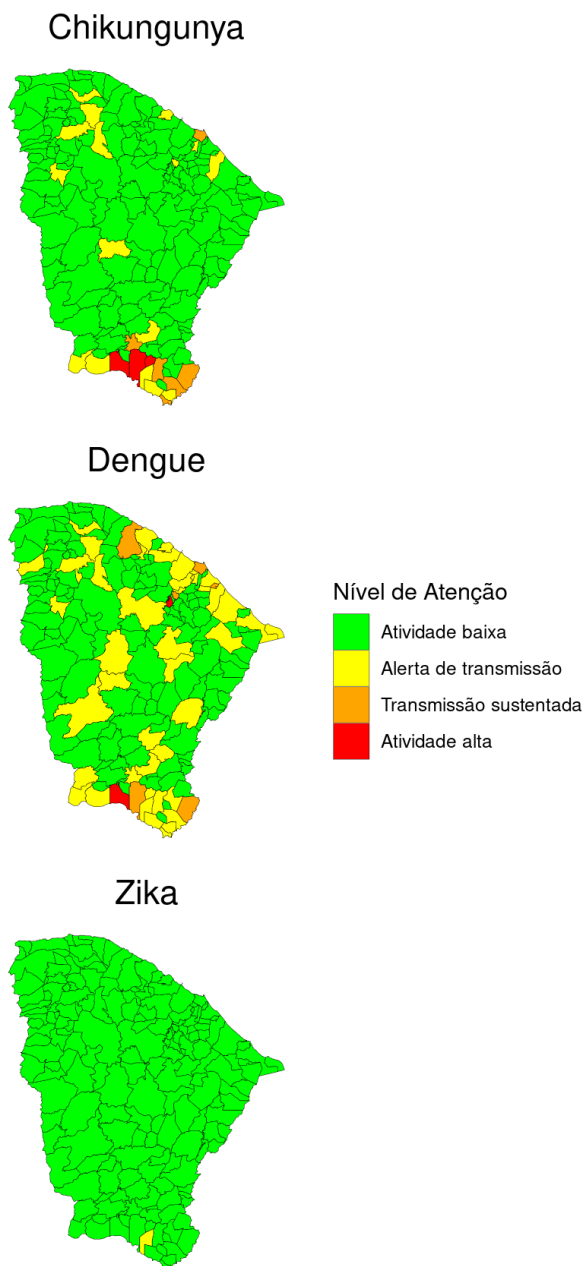 Chikungunya
Dengue
Nível de Atenção
Atividade baixa
Alerta de transmissão
Transmissão sustentada
Atividade alta
Zika